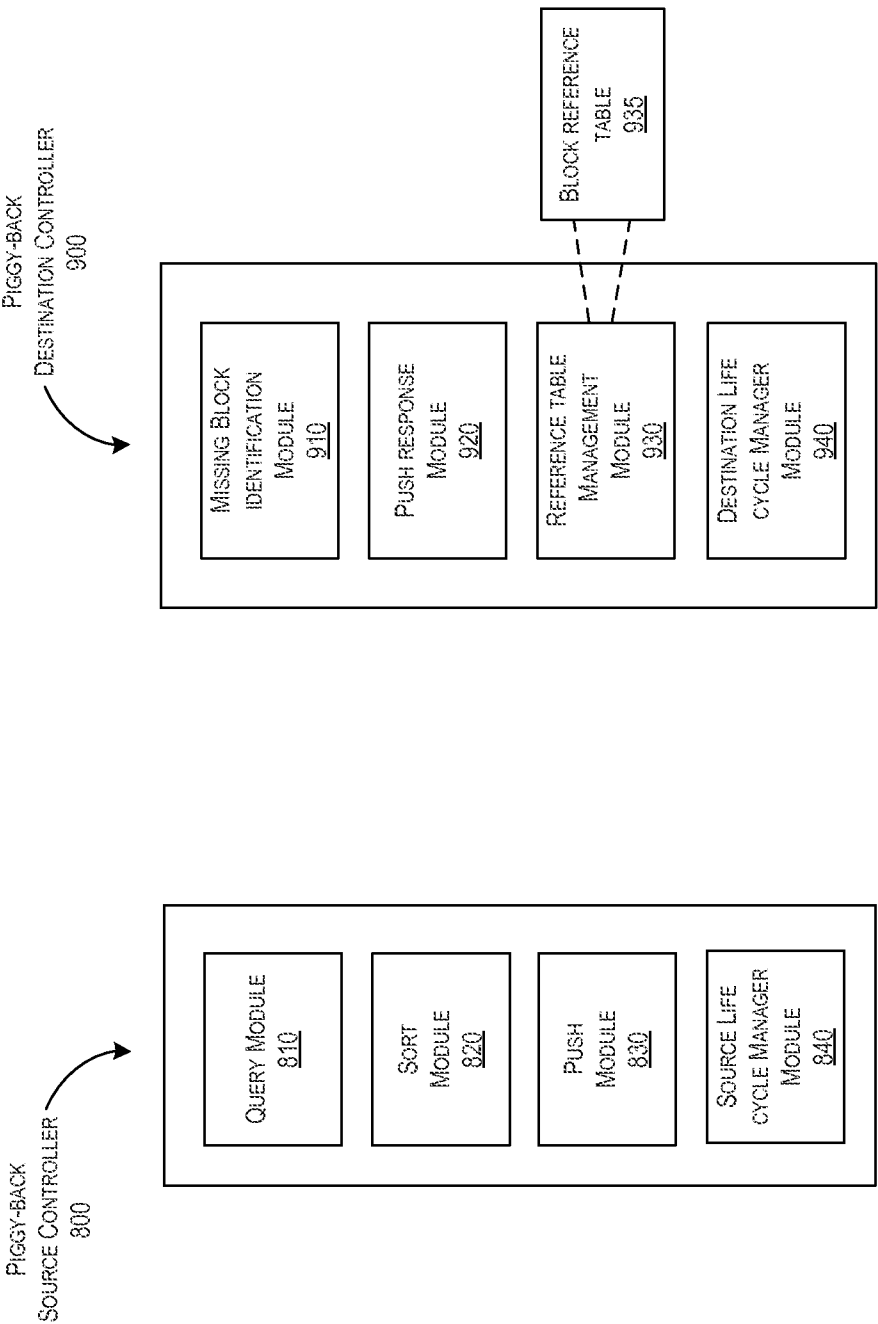 PIGGY-BACK
SOURCE CONTROLLER
800
QUERY MODULE
810
SORT
MODULE
820
PUSH
MODULE
830
SOURCE LIFE
CYCLE MANAGER
MODULE
840
PIGGY-BACK
DESTINATION CONTROLLER
900
MISSING BLOCK
IDENTIFICATION
MODULE
910
PUSH RESPONSE
MODULE
920
REFERENCE TABLE
MANAGEMENT
MODULE
930
DESTINATION LIFE
CYCLE MANAGER
MODULE
940
BLOCK REFERENCE
TABLE
935